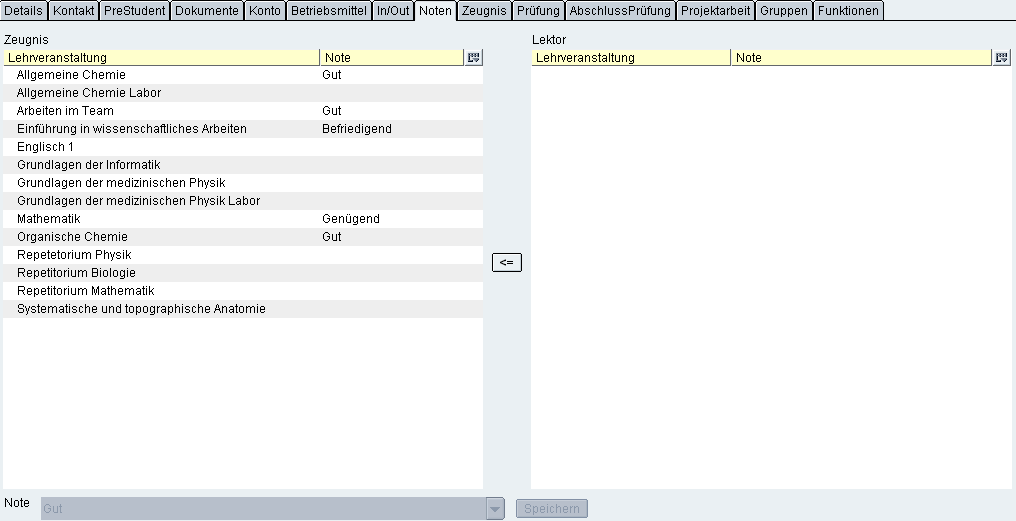 Details Kontakt PreStudent Dokumente Konto Betriebsmittel In/Out Noten Zeugnis Prüfung AbschlussPrüfung Projektarbeit Gruppen Funktionen
Zeugnis
Lehrveranstaltung Note
Allgemeine Chemie Gut
Allgemeine Chemie Labor
Arbeiten im Team Gut
Einführung in wissenschaftliches Arbeiten Befriedigend
Englisch 1
Grundlagen der Informatik
Grundlagen der medizinischen Physik
Grundlagen der medizinischen Physik Labor
Mathematik Genügend
Organische Chemie Gut
Repetetorium Physik
Repetitorium Biologie
Repetitorium Mathematik
Systematische und topographische Anatomie
<=
Lektor
Lehrveranstaltung Note
Note Gut Speichern